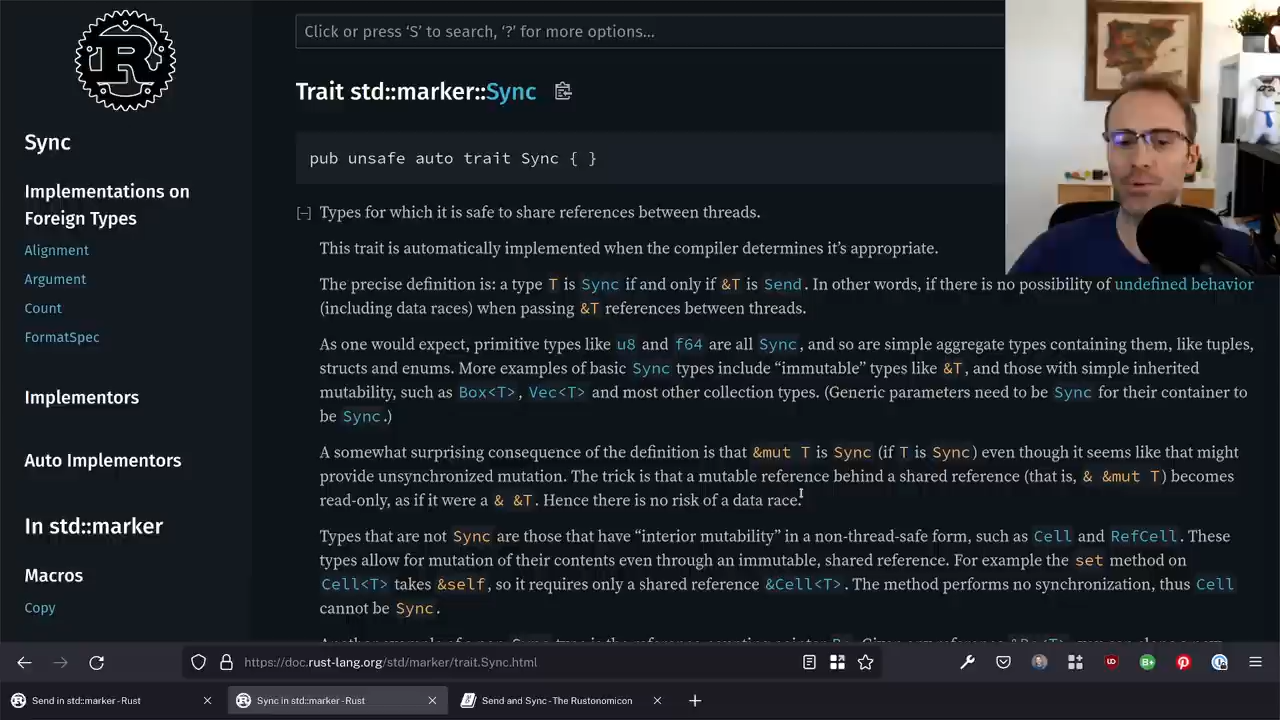 Click or press ‘S’ to search, ‘?’ for more options…
Trait std::marker::Sync
Sync
pub unsafe auto trait Sync { }
Implementations on
Foreign Types
Alignment
Argument
Count
FormatSpec
Implementors
Auto Implementors
In std::marker
Macros
Copy
[−] Types for which it is safe to share references between threads.
This trait is automatically implemented when the compiler determines it’s appropriate.
The precise definition is: a type T is Sync if and only if &T is Send. In other words, if there is no possibility of undefined behavior
(including data races) when passing &T references between threads.
As one would expect, primitive types like u8 and f64 are all Sync, and so are simple aggregate types containing them, like tuples,
structs and enums. More examples of basic Sync types include “immutable” types like &T, and those with simple inherited
mutability, such as Box<T>, Vec<T> and most other collection types. (Generic parameters need to be Sync for their container to
be Sync.)
A somewhat surprising consequence of the definition is that &mut T is Sync (if T is Sync) even though it seems like that might
provide unsynchronized mutation. The trick is that a mutable reference behind a shared reference (that is, & &mut T) becomes
read-only, as if it were a & &T. Hence there is no risk of a data race.
Types that are not Sync are those that have “interior mutability” in a non-thread-safe form, such as Cell and RefCell. These
types allow for mutation of their contents even through an immutable, shared reference. For example the set method on
Cell<T> takes &self, so it requires only a shared reference &Cell<T>. The method performs no synchronization, thus Cell
cannot be Sync.
https://doc.rust-lang.org/std/marker/trait.Sync.html
Send in std::marker - Rust
Sync in std::marker - Rust
Send and Sync - The Rustonomicon